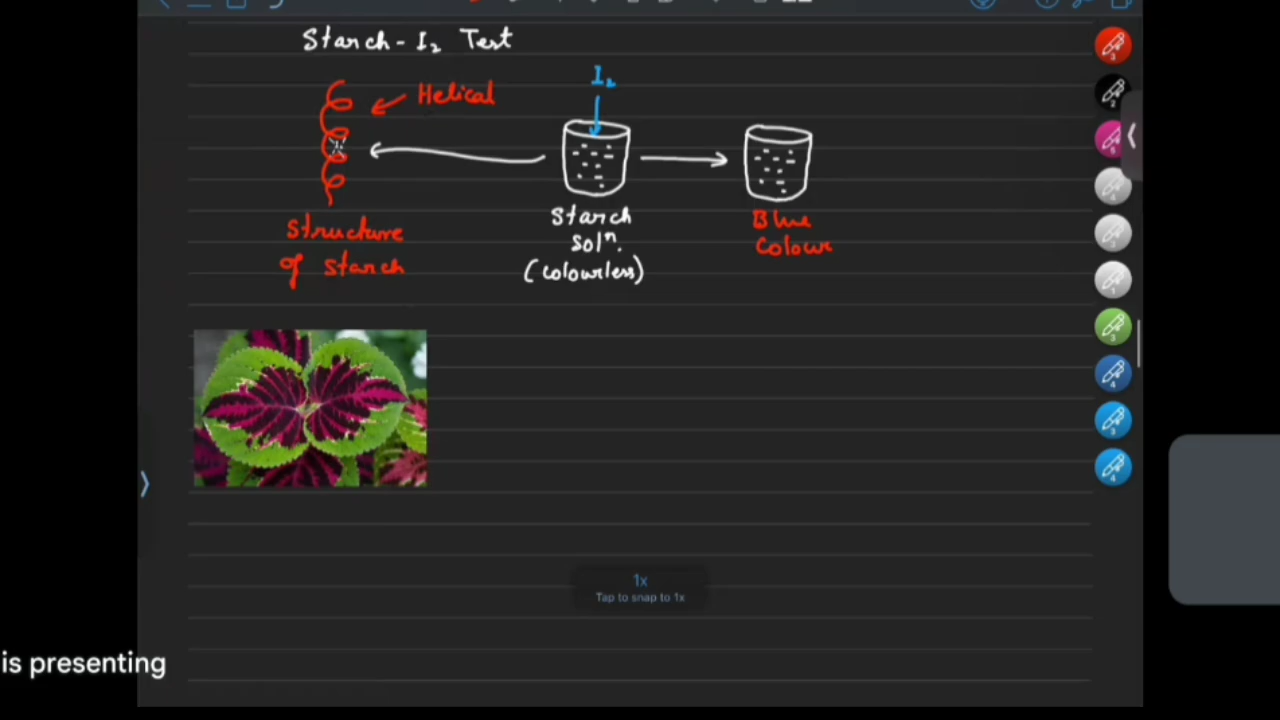 Starch - I₂ Test
I₂
Helical
Structure
of Starch
Starch
Solⁿ.
(Colourless)
Blue
Colour
1x
Tap to snap to 1x
is presenting